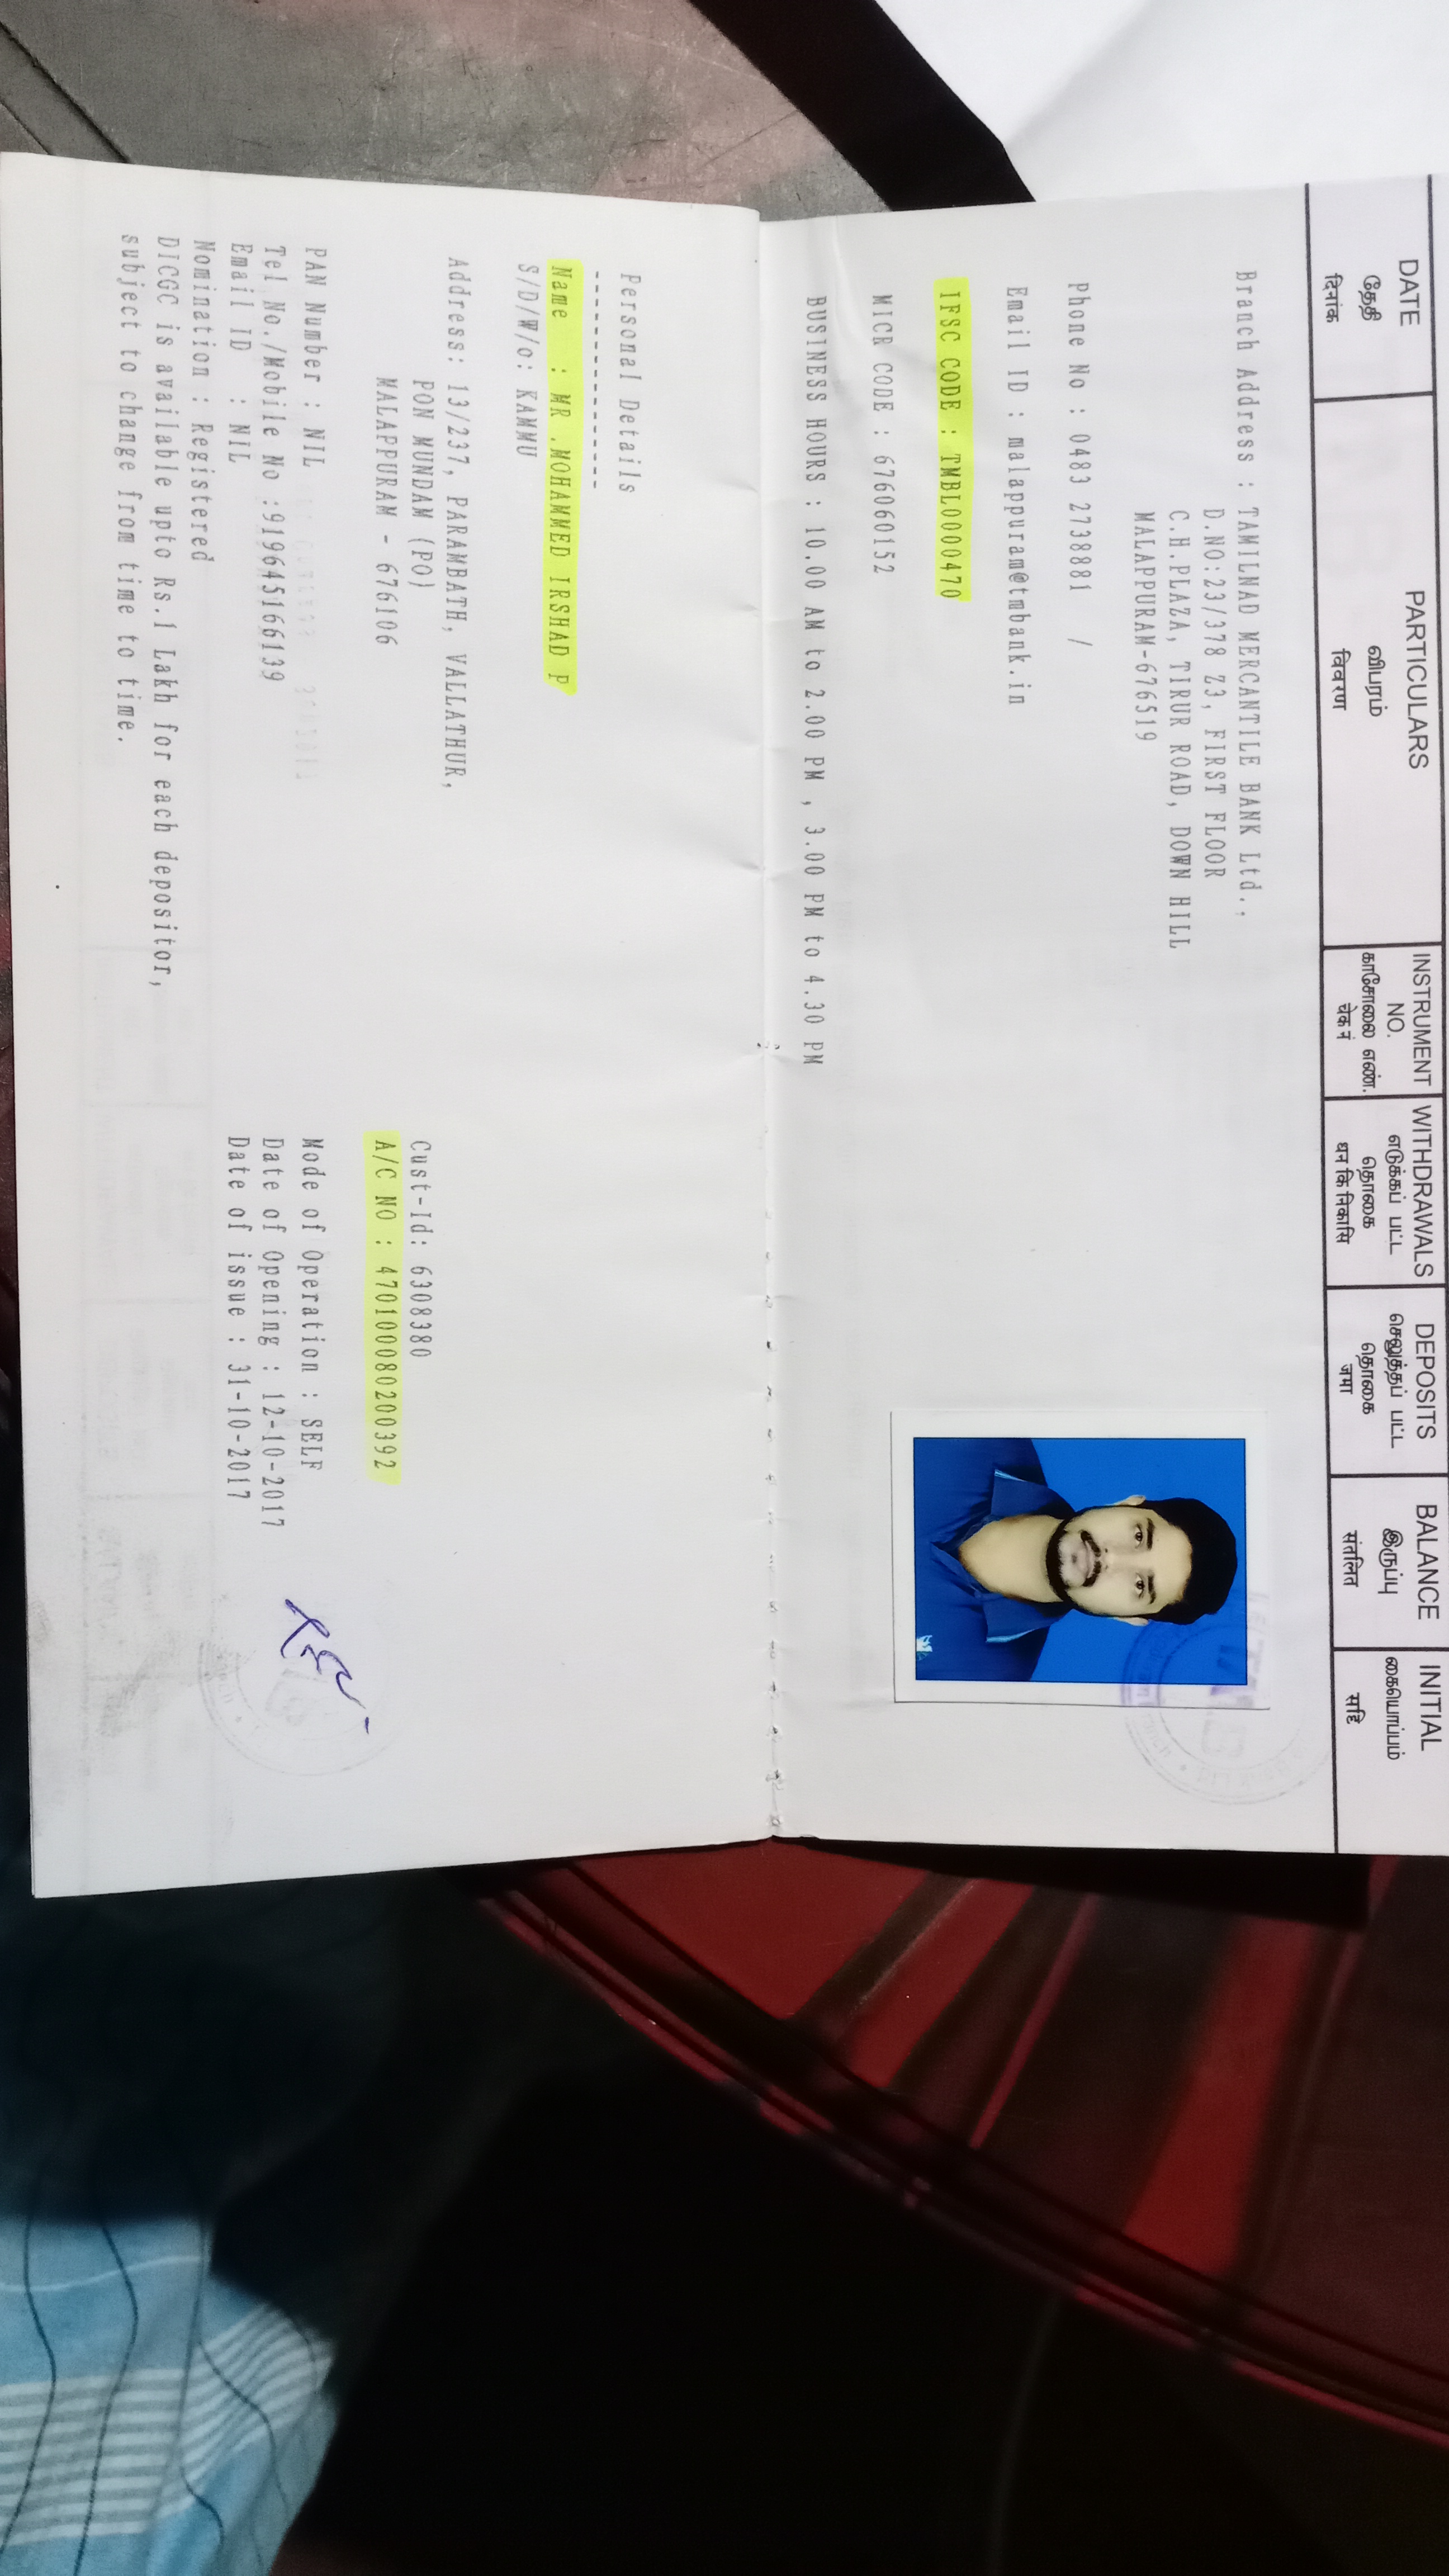 DATE
தேதி
दिनांक
PARTICULARS
விபரம்
विवरण
INSTRUMENT
NO.
காசோலை எண்.
चेक नं
WITHDRAWALS
எடுக்கப் பட்ட
தொகை
धन कि निकासि
DEPOSITS
செலுத்தப் பட்ட
தொகை
जमा
BALANCE
இருப்பு
संतलित
INITIAL
கையொப்பம்
सहि
Branch Address : TAMILNAD MERCANTILE BANK Ltd.,
D.NO:23/378 Z3, FIRST FLOOR
C.H.PLAZA, TIRUR ROAD, DOWN HILL
MALAPPURAM-676519
Phone No : 0483 2738881 /
Email ID : malappuram@tmbank.in
IFSC CODE : TMBL0000470
MICR CODE : 676060152
BUSINESS HOURS : 10.00 AM to 2.00 PM , 3.00 PM to 4.30 PM
Personal Details
----------------
Name : MR .MOHAMMED IRSHAD P
S/D/W/o: KAMMU
Address: 13/237, PARAMBATH, VALLATHUR,
PON MUNDAM (PO)
MALAPPURAM - 676106
Cust-Id: 6308380
A/C NO : 470100080200392
PAN Number : NIL
Mode of Operation : SELF
Tel No./Mobile No :919645166139
Date of Opening : 12-10-2017
Email ID : NIL
Date of issue : 31-10-2017
Nomination : Registered
DICGC is available upto Rs.1 Lakh for each depositor,
subject to change from time to time.